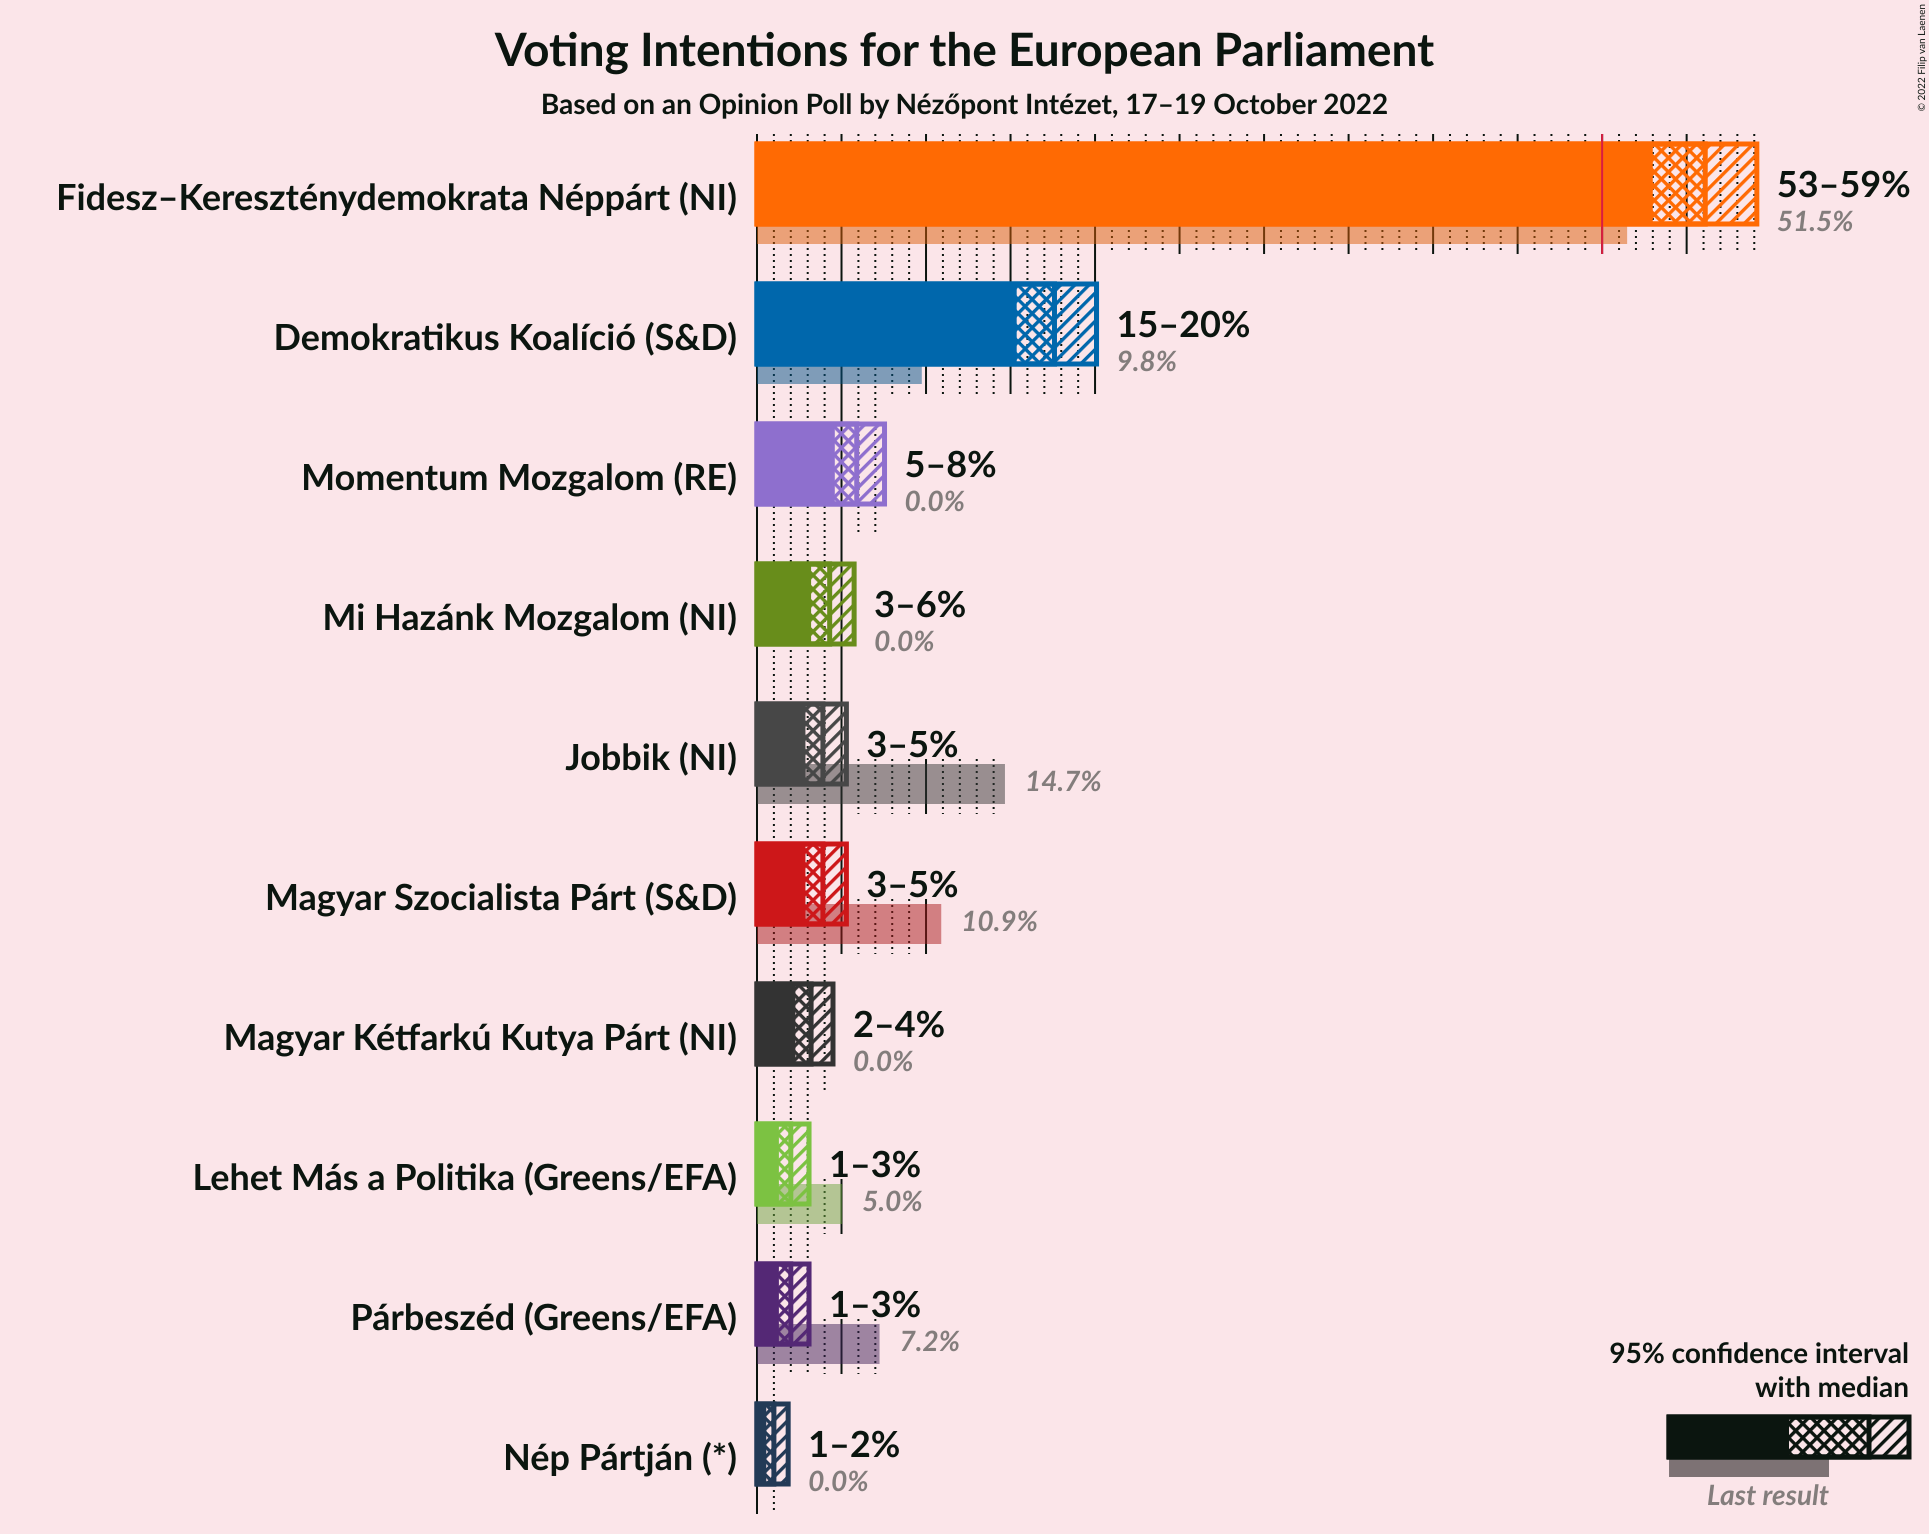 Voting Intentions for the European Parliament
Based on an Opinion Poll by Nézőpont Intézet, 17–19 October 2022
© 2022 Filip van Laenen
Fidesz–Kereszténydemokrata Néppárt (NI)
53–59%
51.5%
Demokratikus Koalíció (S&D)
15–20%
9.8%
Momentum Mozgalom (RE)
5–8%
0.0%
Mi Hazánk Mozgalom (NI)
3–6%
0.0%
Jobbik (NI)
3–5%
14.7%
Magyar Szocialista Párt (S&D)
3–5%
10.9%
Magyar Kétfarkú Kutya Párt (NI)
2–4%
0.0%
Lehet Más a Politika (Greens/EFA)
1–3%
5.0%
Párbeszéd (Greens/EFA)
1–3%
7.2%
Nép Pártján (*)
1–2%
0.0%
95% confidence interval
with median
Last result